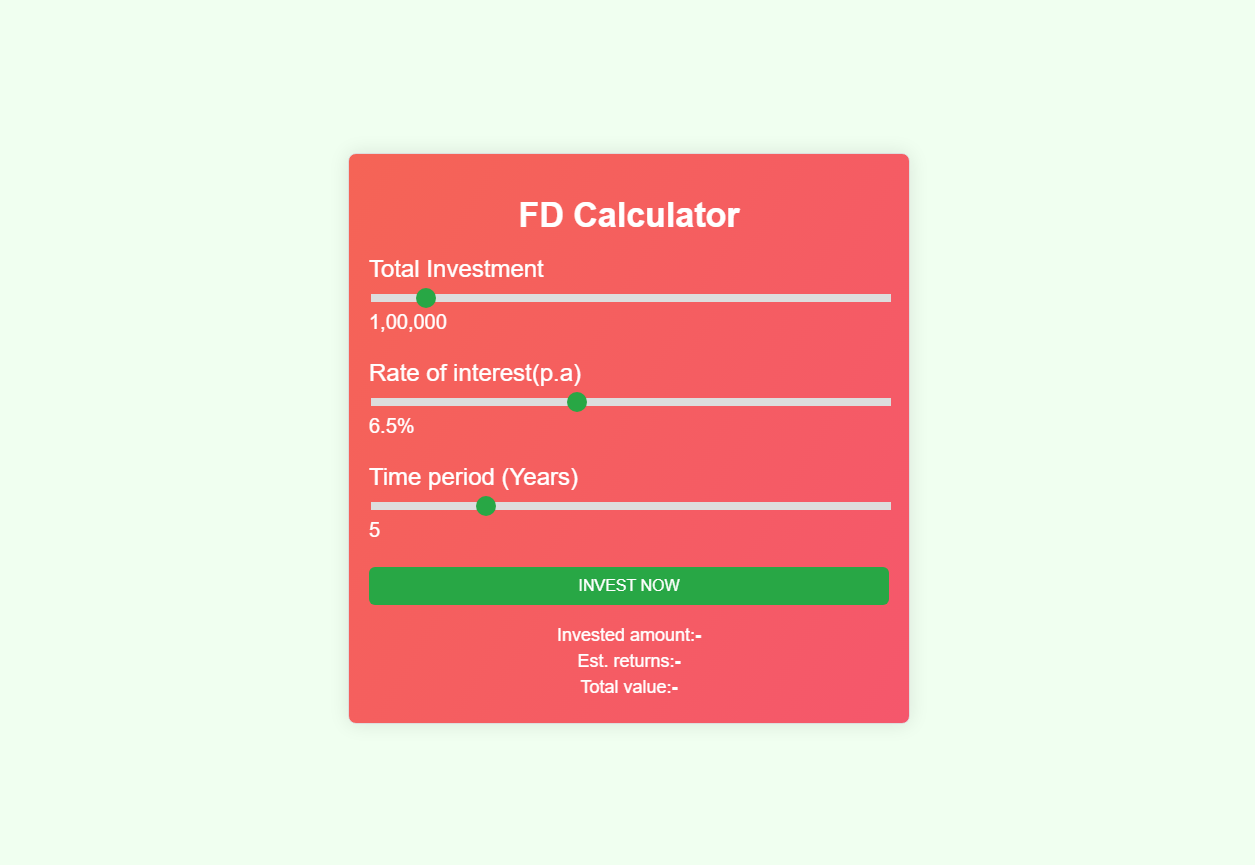 FD Calculator
Total Investment
1,00,000
Rate of interest(p.a)
6.5%
Time period (Years)
5
INVEST NOW
Invested amount:-
Est. returns:-
Total value:-